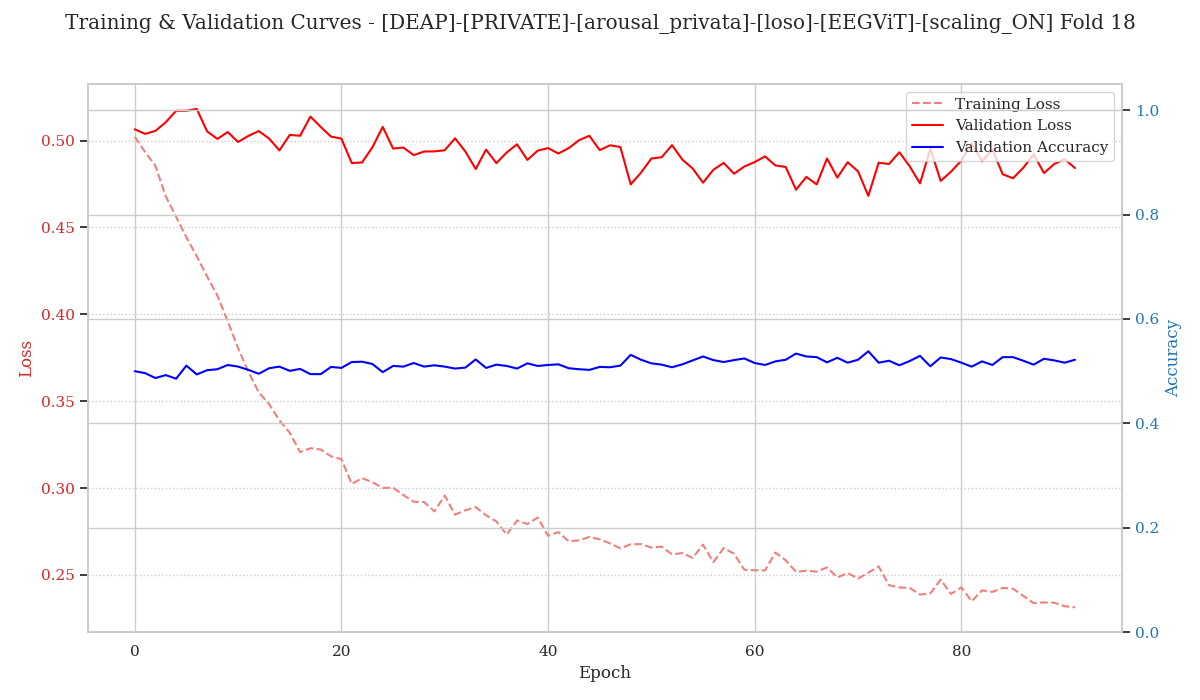 Training & Validation Curves - [DEAP]-[PRIVATE]-[arousal_privata]-[loso]-[EEGViT]-[scaling_ON] Fold 18
Training Loss
Validation Loss
Validation Accuracy
Loss
0.50
0.45
0.40
0.35
0.30
0.25
1.0
0.8
0.6
0.4
0.2
0.0
Accuracy
0
20
40
60
80
Epoch